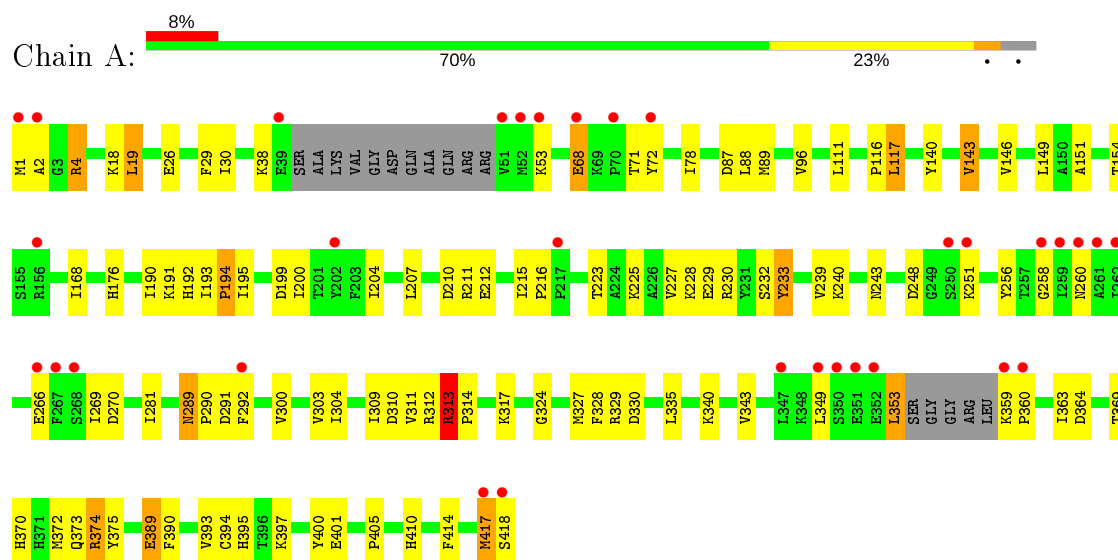 8%
Chain A:
70% 23% • •
M1 A2 G3 R4 K18 L19 E26 F29 I30 K38 E39 SER ALA LYS VAL GLY ASP GLN ALA GLN ARG ARG V51 M52 K53 E68 K69 P70 T71 Y72 I78 D87 L88 M89 V96 L111 P116 L117 Y140 V143 V146 L149 A150 A151 T154
S155 R156 I168 H176 I190 K191 H192 I193 P194 I195 D199 I200 T201 Y202 F203 I204 L207 D210 R211 E212 I215 P216 P217 T223 A224 K225 A226 V227 K228 E229 R230 Y231 S232 Y233 V239 K240 N243 D248 G249 S250 K251 Y256 T257 G258 I259 N260 A261 I262
E266 F267 S268 I269 D270 I281 N289 P290 D291 F292 V300 V303 I304 I309 D310 V311 R312 R313 P314 K317 G324 M327 F328 R329 D330 L335 K340 V343 L347 K348 L349 S350 E351 E352 L353 SER GLY GLY ARG LEU K359 P360 I363 D364 T369
H370 H371 M372 Q373 R374 Y375 E389 F390 V393 C394 H395 T396 K397 Y400 E401 P405 H410 F414 M417 S418